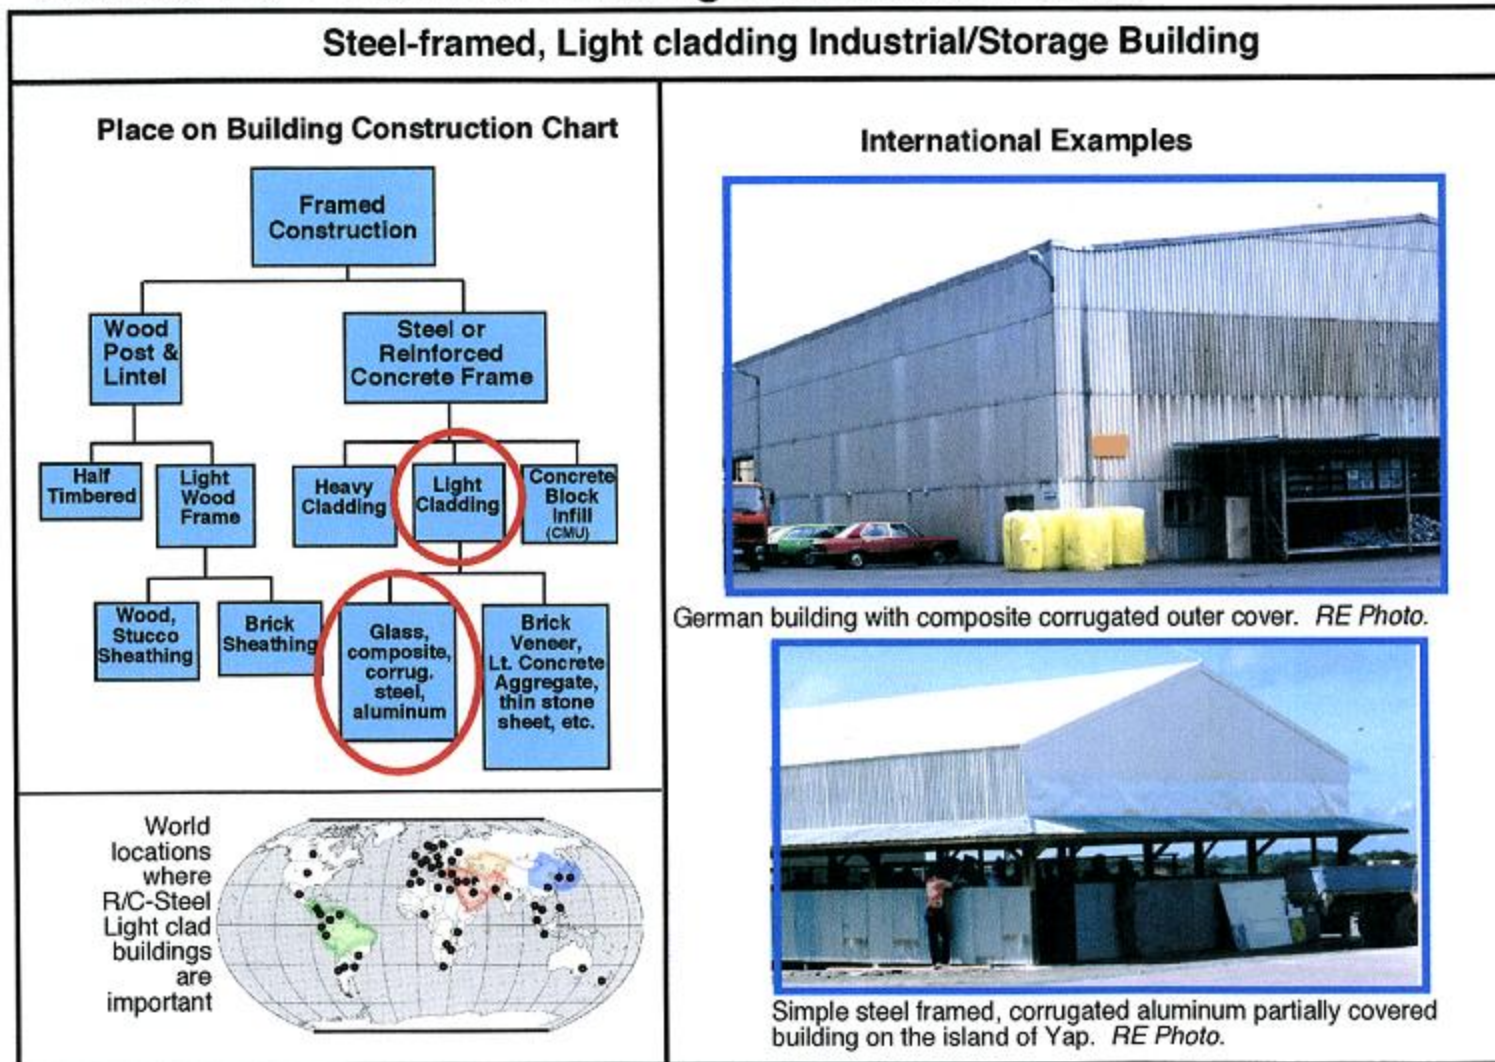 Steel-framed, Light cladding Industrial/Storage Building
Place on Building Construction Chart
Framed
Construction
Wood
Post &
Lintel
Steel or
Reinforced
Concrete Frame
Half
Timbered
Light
Wood
Frame
Heavy
Cladding
Light
Cladding
Concrete
Block
Infill
(CMU)
Wood,
Stucco
Sheathing
Brick
Sheathing
Glass,
composite,
corrug.
steel,
aluminum
Brick
Veneer,
Lt. Concrete
Aggregate,
thin stone
sheet, etc.
World
locations
where
R/C-Steel
Light clad
buildings
are
important
International Examples
German building with composite corrugated outer cover. RE Photo.
Simple steel framed, corrugated aluminum partially covered
building on the island of Yap. RE Photo.